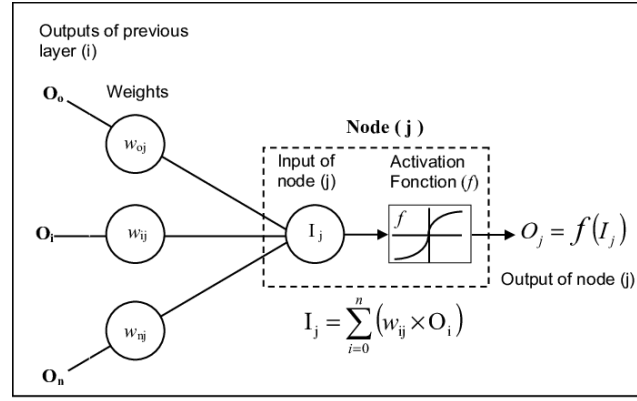 Outputs of previous
layer (i)
Oo
Weights
woj
Node ( j )
Input of
node (j)
Activation
Fonction (f)
Oi
wij
Ij
f
Oj = f(Ij)
Output of node (j)
Ij = ∑ⁿi=0 (wij × Oi)
wnj
On